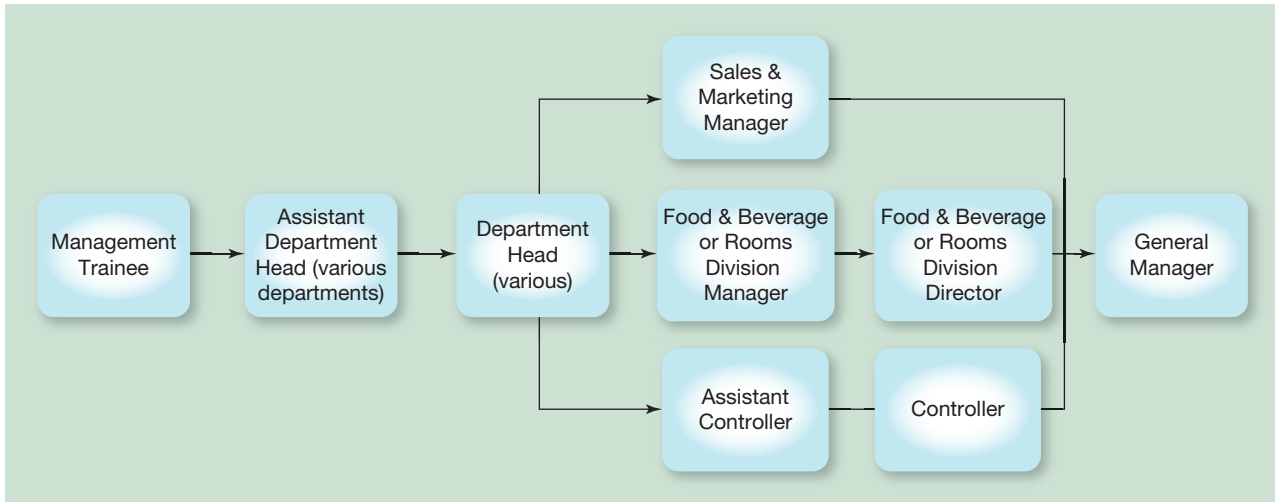 Management
Trainee
Assistant
Department
Head (various
departments)
Department
Head
(various)
Sales &
Marketing
Manager
Food & Beverage
or Rooms
Division
Manager
Food & Beverage
or Rooms
Division
Director
Assistant
Controller
Controller
General
Manager